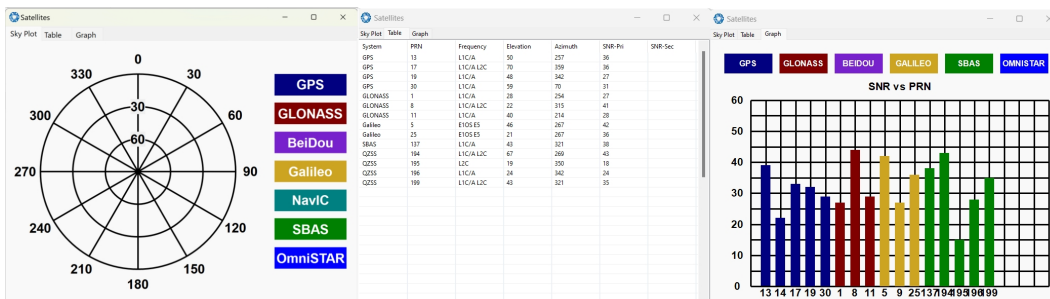 Satellites
Sky Plot Table Graph
0
330 30
300 60
30
60
270 90
240 120
210 150
180
GPS
GLONASS
BeiDou
Galileo
NavIC
SBAS
OmniSTAR
Satellites
Sky Plot Table Graph
System PRN Frequency Elevation Azimuth SNR-Pri SNR-Sec
GPS 13 L1C/A 50 257 36
GPS 17 L1C/A L2C 70 359 36
GPS 19 L1C/A 48 342 27
GPS 30 L1C/A 59 70 31
GLONASS 1 L1C/A 28 254 27
GLONASS 8 L1C/A L2C 22 315 41
GLONASS 11 L1C/A 40 214 28
Galileo 5 E1OS E5 46 267 42
Galileo 25 E1OS E5 21 267 36
SBAS 137 L1C/A 43 321 38
QZSS 194 L1C/A L2C 67 269 43
QZSS 195 L2C 19 350 18
QZSS 196 L1C/A 24 342 24
QZSS 199 L1C/A L2C 43 321 35
Satellites
Sky Plot Table Graph
GPS GLONASS BEIDOU GALILEO SBAS OMNISTAR
SNR vs PRN
60
50
40
30
20
10
0
13 14 17 19 30 1 8 11 5 9 25 137 194 195 196 199